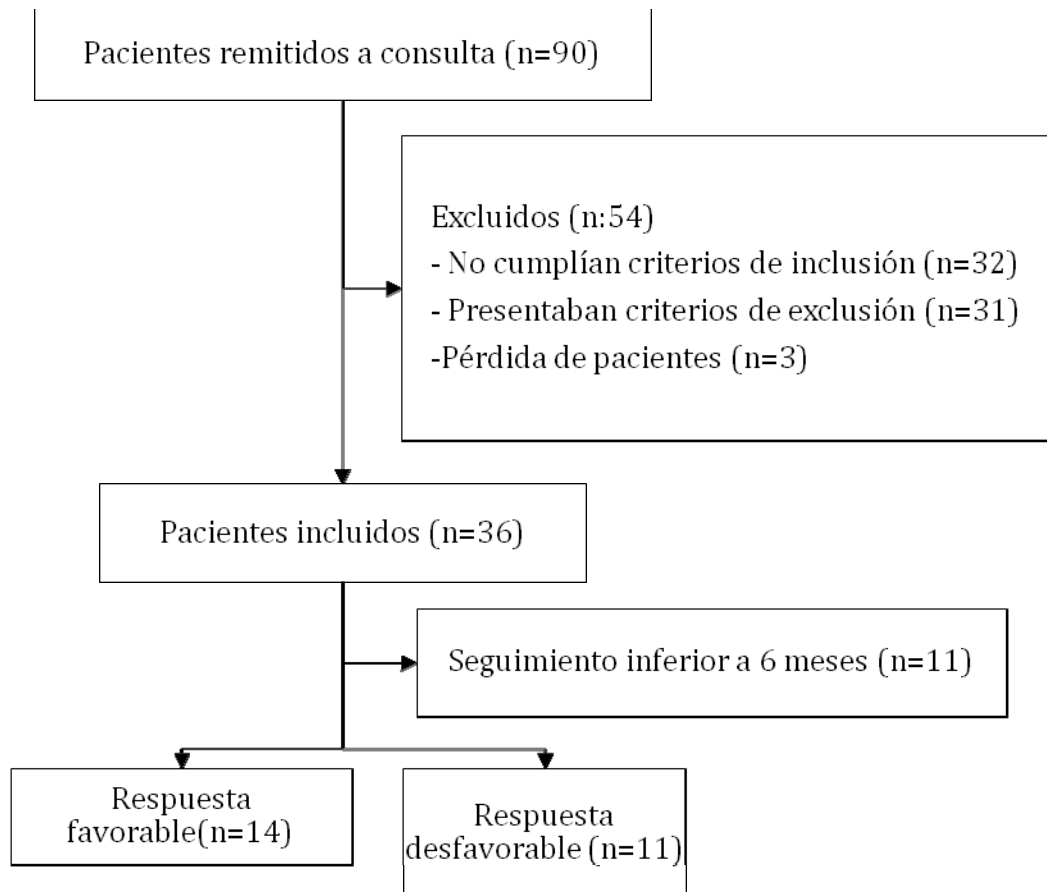 Pacientes remitidos a consulta (n=90)
Excluidos (n:54)
- No cumplían criterios de inclusión (n=32)
- Presentaban criterios de exclusión (n=31)
-Pérdida de pacientes (n=3)
Pacientes incluidos (n=36)
Seguimiento inferior a 6 meses (n=11)
Respuesta
favorable(n=14)
Respuesta
desfavorable (n=11)